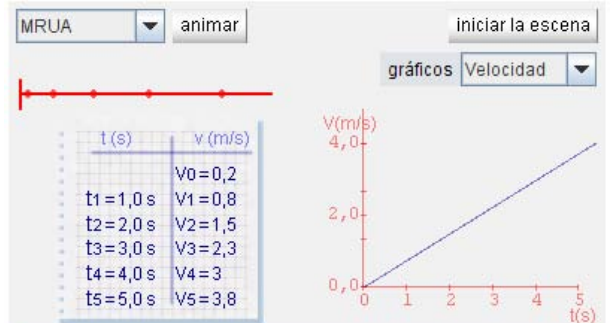 MRUA animar iniciar la escena
gráficos Velocidad
t (s) v (m/s)
V0=0,2
t1=1,0 s V1=0,8
t2=2,0 s V2=1,5
t3=3,0 s V3=2,3
t4=4,0 s V4=3
t5=5,0 s V5=3,8
V(m/s)
4,0
2,0
0,0
0 1 2 3 4 5
t(s)